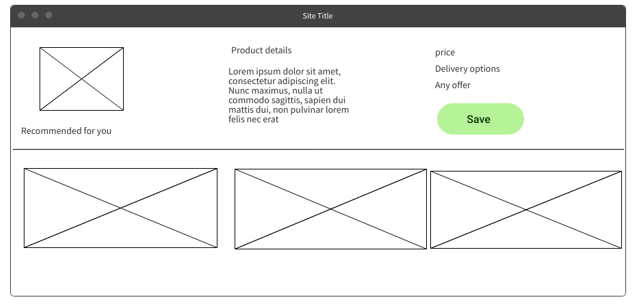 Site Title
Product details
Lorem ipsum dolor sit amet,
consectetur adipiscing elit.
Nunc maximus, nulla ut
commodo sagittis, sapien dui
mattis dui, non pulvinar lorem
felis nec erat
price
Delivery options
Any offer
Save
Recommended for you